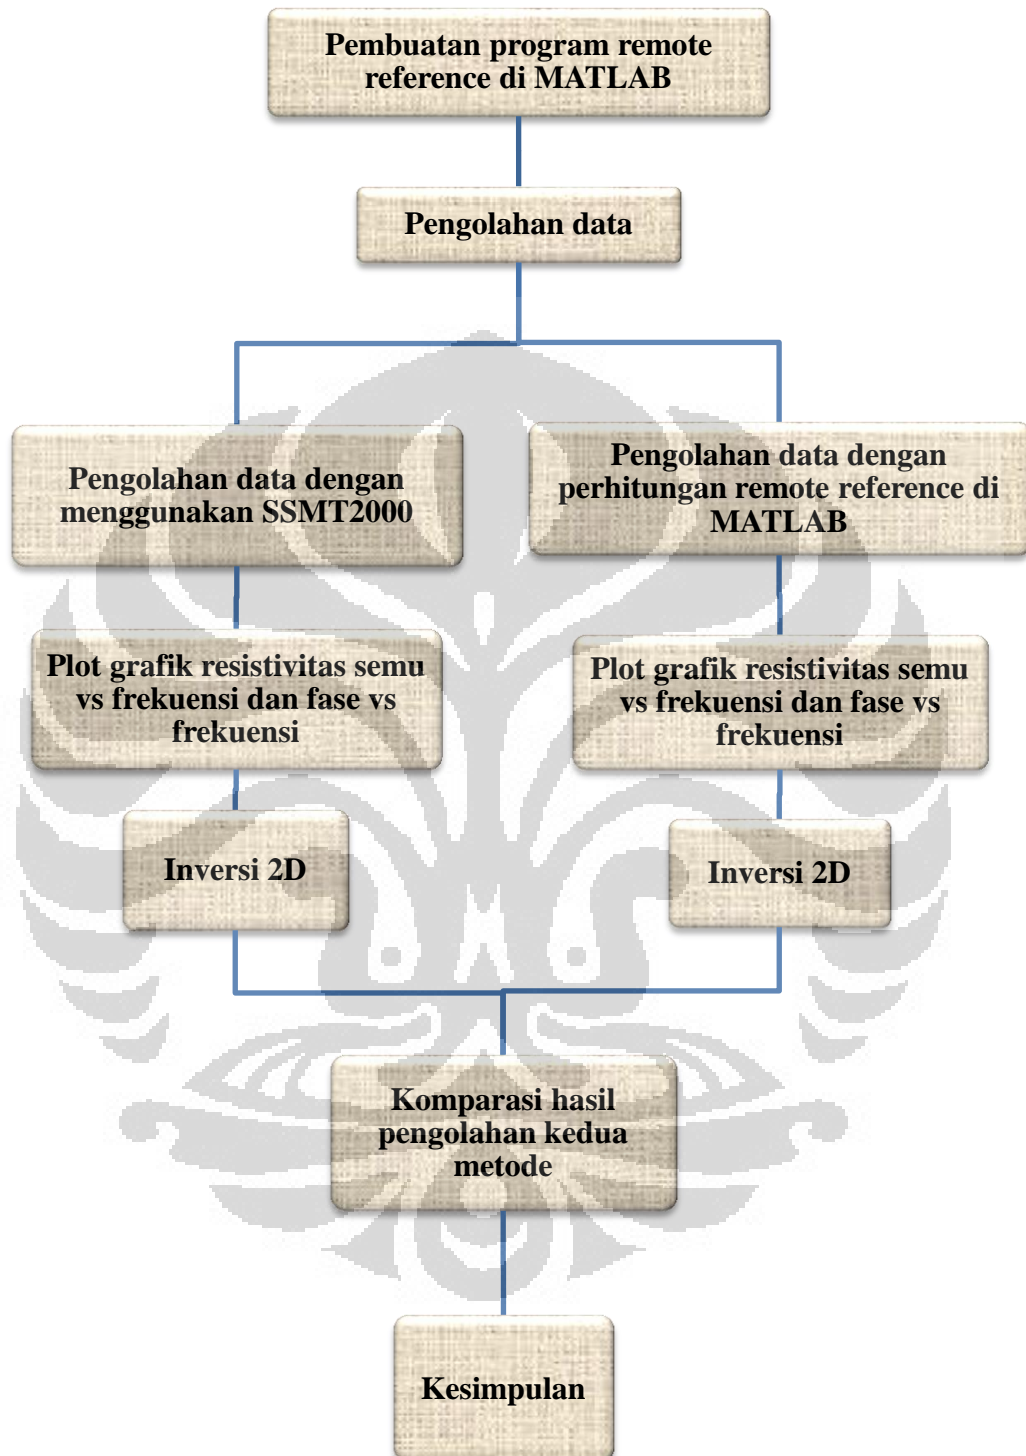 Pembuatan program remote
reference di MATLAB
Pengolahan data
Pengolahan data dengan
menggunakan SSMT2000
Pengolahan data dengan
perhitungan remote reference di
MATLAB
Plot grafik resistivitas semu
vs frekuensi dan fase vs
frekuensi
Plot grafik resistivitas semu
vs frekuensi dan fase vs
frekuensi
Inversi 2D
Inversi 2D
Komparasi hasil
pengolahan kedua
metode
Kesimpulan